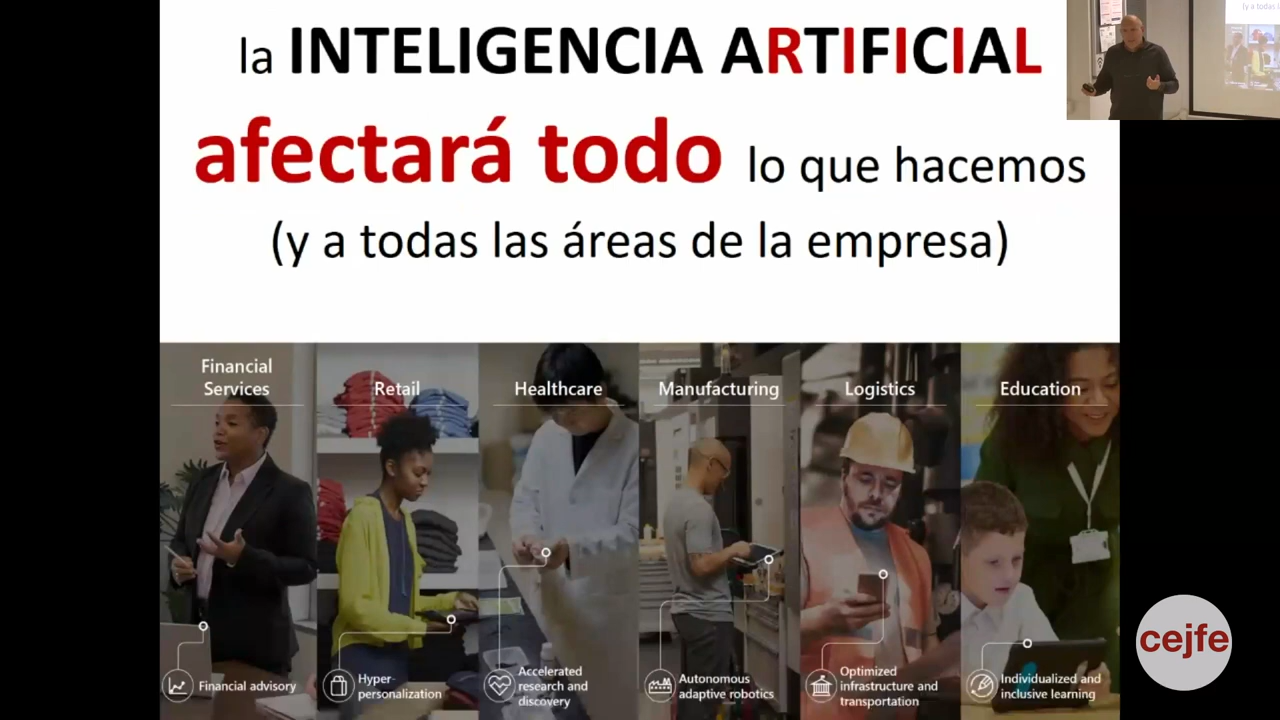 la INTELIGENCIA ARTIFICIAL
afectará todo lo que hacemos
(y a todas las áreas de la empresa)
Financial
Services
Retail
Healthcare
Manufacturing
Logistics
Education
Financial advisory
Hyper-
personalization
Accelerated
research and
discovery
Autonomous
adaptive robotics
Optimized
infrastructure and
transportation
Individualized and
inclusive learning
cejfe